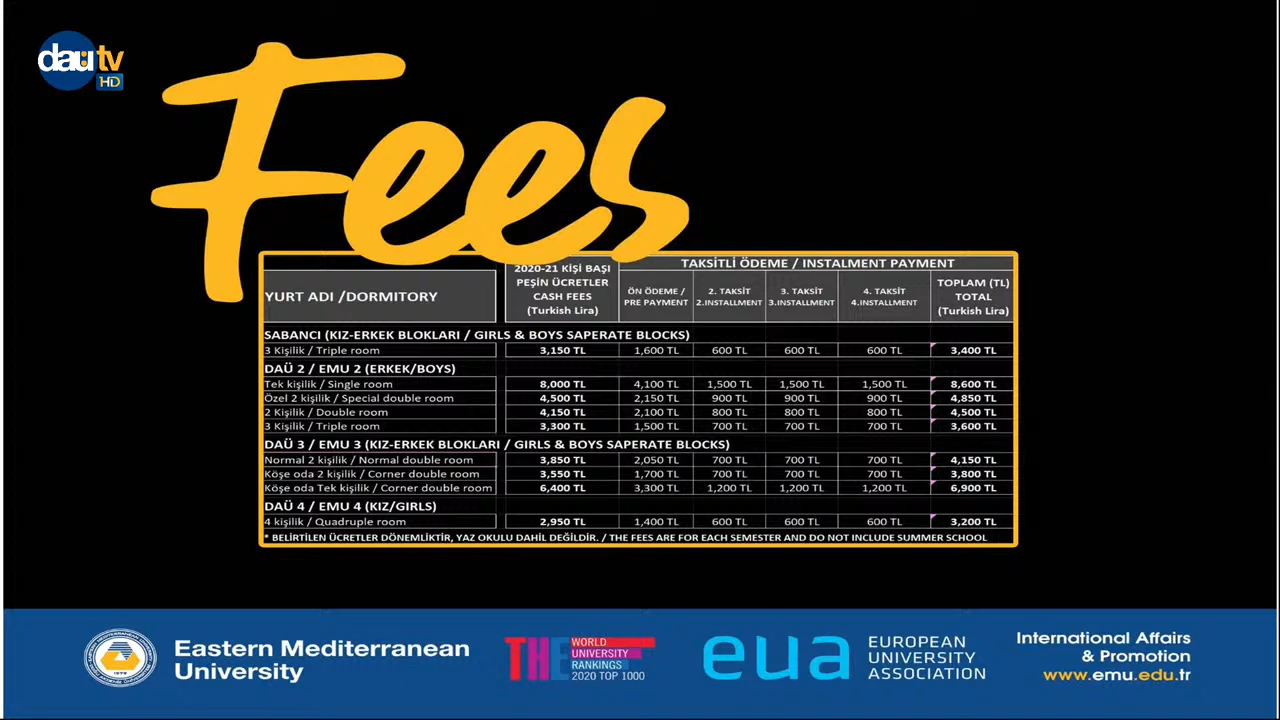 daü tv
HD
Fees
YURT ADI /DORMITORY
2020-21 KİŞİ BAŞI
PEŞİN ÜCRETLER
CASH FEES
(Turkish Lira)
TAKSİTLİ ÖDEME / INSTALMENT PAYMENT
ÖN ÖDEME /
PRE PAYMENT
2. TAKSİT
2.INSTALLMENT
3. TAKSİT
3.INSTALLMENT
4. TAKSİT
4.INSTALLMENT
TOPLAM (TL)
TOTAL
(Turkish Lira)
SABANCI (KIZ-ERKEK BLOKLARI / GIRLS & BOYS SAPERATE BLOCKS)
3 Kişilik / Triple room 3,150 TL 1,600 TL 600 TL 600 TL 600 TL 3,400 TL
DAÜ 2 / EMU 2 (ERKEK/BOYS)
Tek kişilik / Single room 8,000 TL 4,100 TL 1,500 TL 1,500 TL 1,500 TL 8,600 TL
Özel 2 kişilik / Special double room 4,500 TL 2,150 TL 900 TL 900 TL 900 TL 4,850 TL
2 Kişilik / Double room 4,150 TL 2,100 TL 800 TL 800 TL 800 TL 4,500 TL
3 Kişilik / Triple room 3,300 TL 1,500 TL 700 TL 700 TL 700 TL 3,600 TL
DAÜ 3 / EMU 3 (KIZ-ERKEK BLOKLARI / GIRLS & BOYS SAPERATE BLOCKS)
Normal 2 kişilik / Normal double room 3,850 TL 2,050 TL 700 TL 700 TL 700 TL 4,150 TL
Köşe oda 2 kişilik / Corner double room 3,550 TL 1,700 TL 700 TL 700 TL 700 TL 3,800 TL
Köşe oda Tek kişilik / Corner double room 6,400 TL 3,300 TL 1,200 TL 1,200 TL 1,200 TL 6,900 TL
DAÜ 4 / EMU 4 (KIZ/GIRLS)
4 kişilik / Quadruple room 2,950 TL 1,400 TL 600 TL 600 TL 600 TL 3,200 TL
* BELİRTİLEN ÜCRETLER DÖNEMLİKTİR, YAZ OKULU DAHİL DEĞİLDİR. / THE FEES ARE FOR EACH SEMESTER AND DO NOT INCLUDE SUMMER SCHOOL
Eastern Mediterranean
University
THE
WORLD
UNIVERSITY
RANKINGS
2020 TOP 1000
eua
EUROPEAN
UNIVERSITY
ASSOCIATION
International Affairs
& Promotion
www.emu.edu.tr